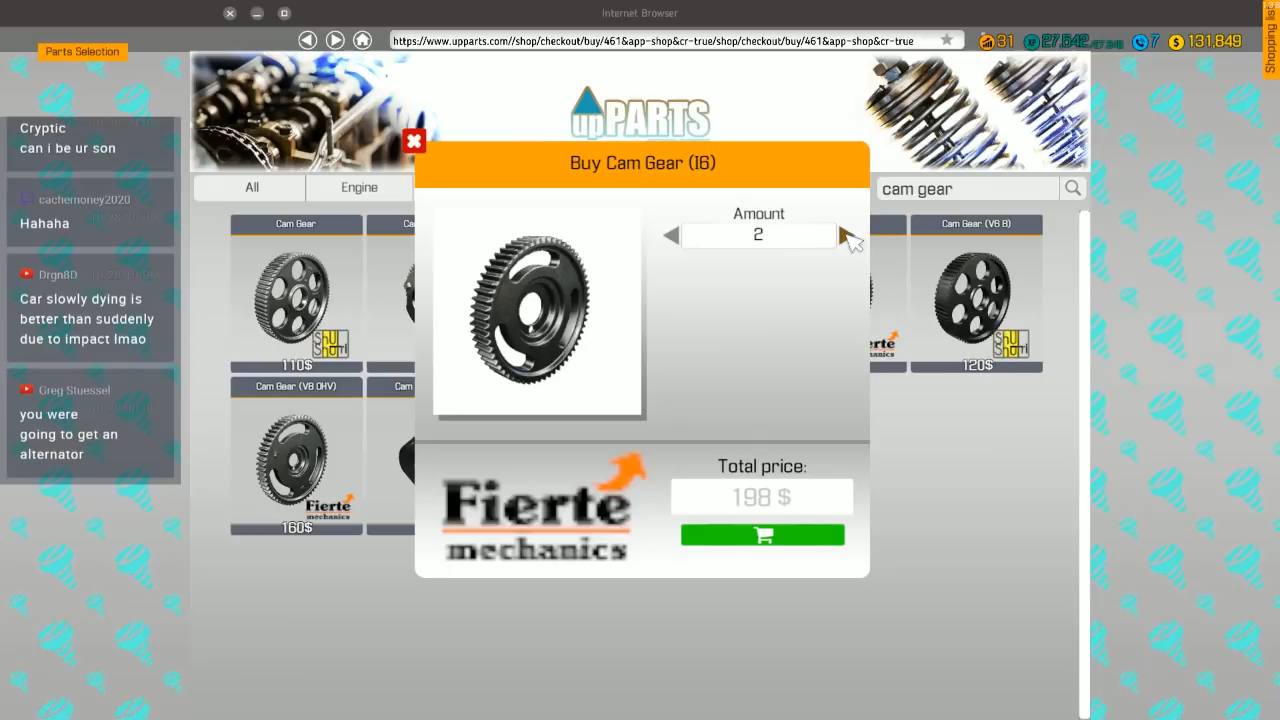 Internet Browser
https://www.upparts.com//shop/checkout/buy/461&app-shop&cr-true/shop/checkout/buy/461&app-shop&cr-true
31
7
131,849
Parts Selection
Shopping list
upPARTS
Cryptic
can i be ur son
cachemoney2020
Hahaha
Drgn8D
Car slowly dying is
better than suddenly
due to impact lmao
Greg Stuessel
you were
going to get an
alternator
All
Engine
cam gear
Buy Cam Gear (I6)
Amount
2
Cam Gear
110$
Cam Gear (V6 B)
120$
Cam Gear (V8 OHV)
Fierte
mechanics
160$
Fierte
mechanics
Total price:
198 $